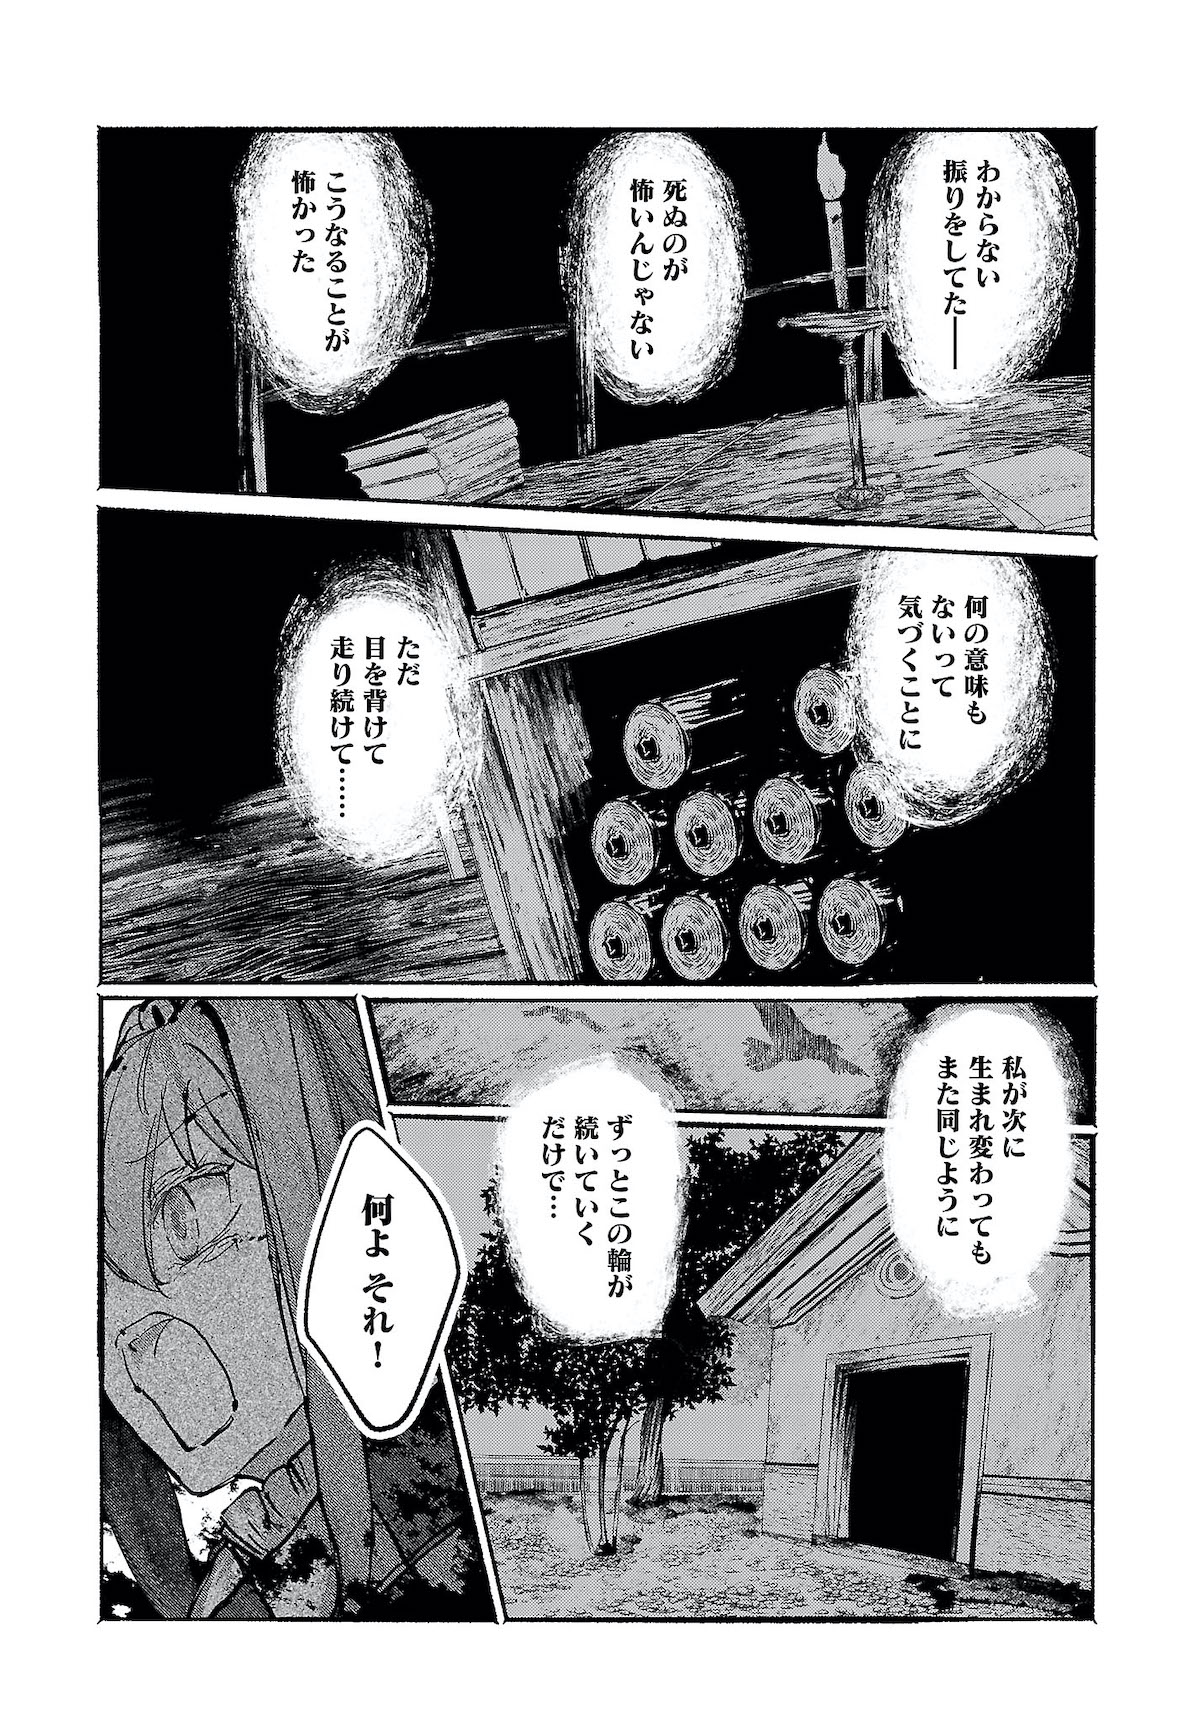 わからない
振りをしてた――
死ぬのが
怖いんじゃない
こうなることが
怖かった
何の意味も
ないって
気づくことに
ただ
目を背けて
走り続けて……
私が次に
生まれ変わっても
また同じように
ずっとこの輪が
続いていく
だけで…
何よ それ！